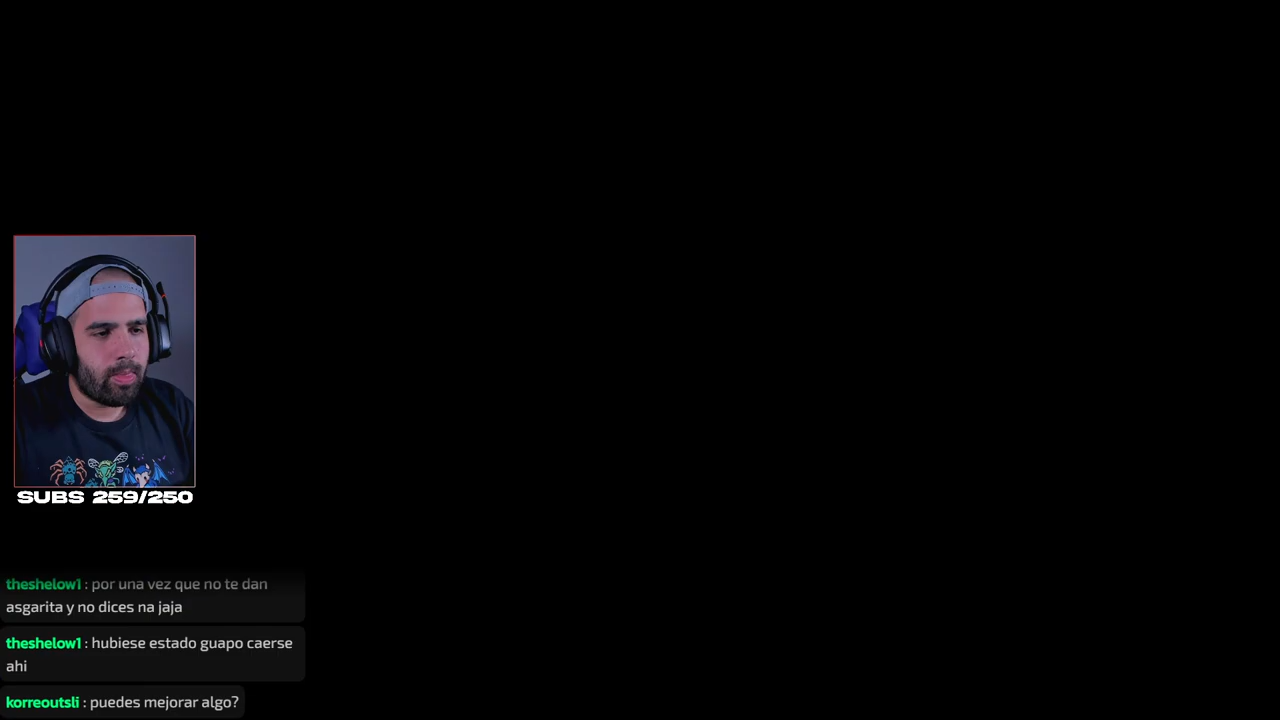 SUBS 259/250
theshelow1 : por una vez que no te dan
asgarita y no dices na jaja
theshelow1 : hubiese estado guapo caerse
ahi
korreoutsli : puedes mejorar algo?